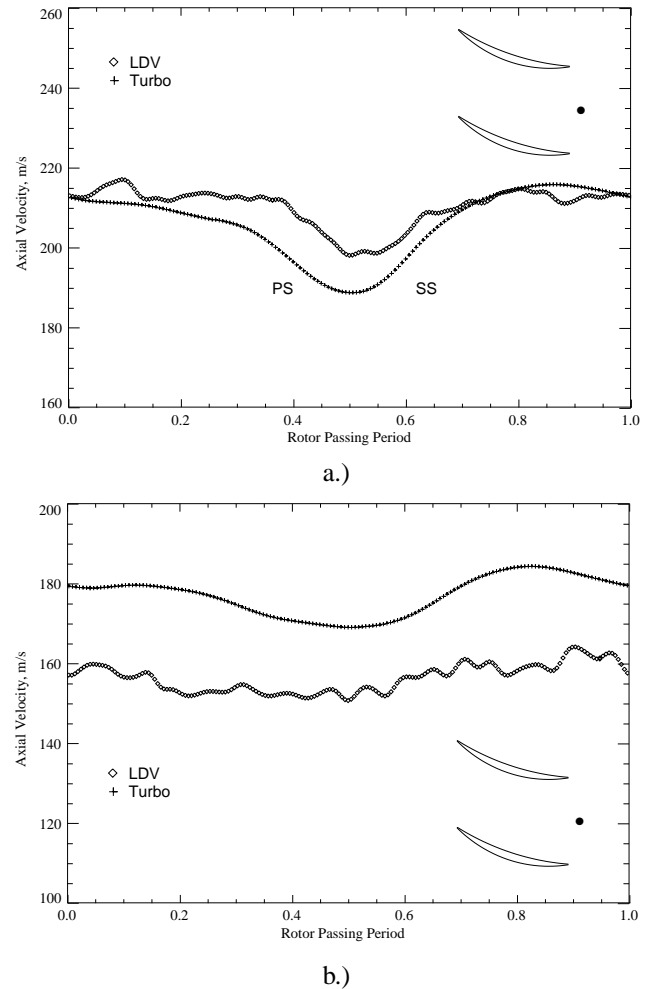 260
240
220
200
180
160
Axial Velocity, m/s
LDV
Turbo
PS
SS
0.0
0.2
0.4
0.6
0.8
1.0
Rotor Passing Period
a.)
200
180
160
140
120
100
Axial Velocity, m/s
LDV
Turbo
0.0
0.2
0.4
0.6
0.8
1.0
Rotor Passing Period
b.)